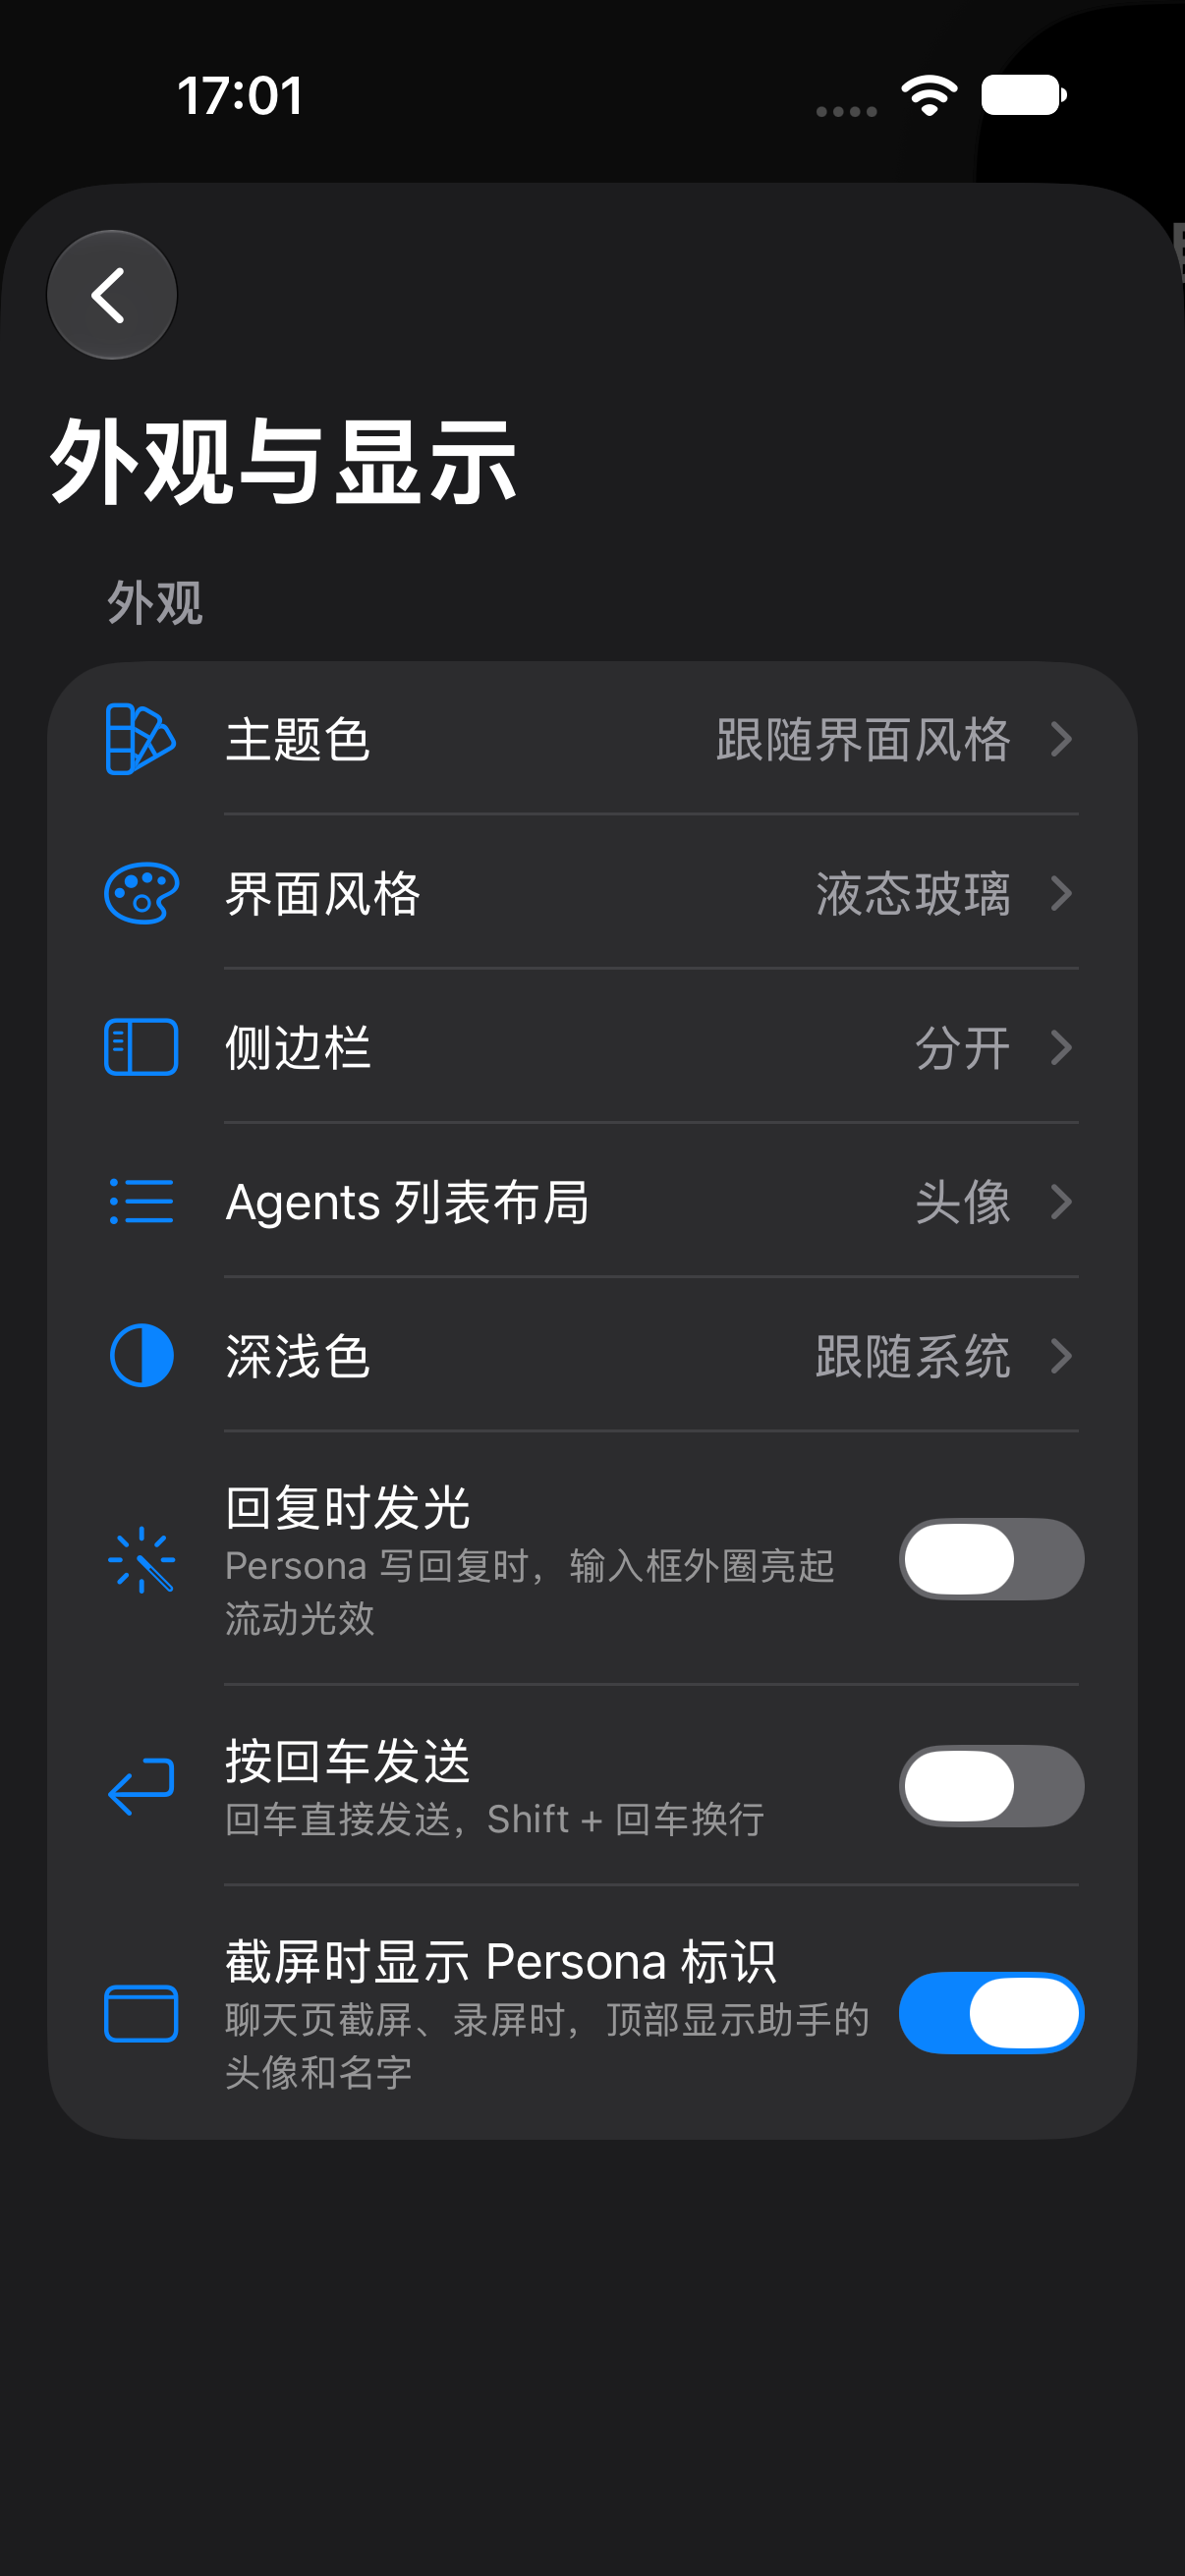 17:01
外观与显示
外观
主题色 跟随界面风格
界面风格 液态玻璃
侧边栏 分开
Agents 列表布局 头像
深浅色 跟随系统
回复时发光
Persona 写回复时，输入框外圈亮起
流动光效
按回车发送
回车直接发送，Shift + 回车换行
截屏时显示 Persona 标识
聊天页截屏、录屏时，顶部显示助手的
头像和名字